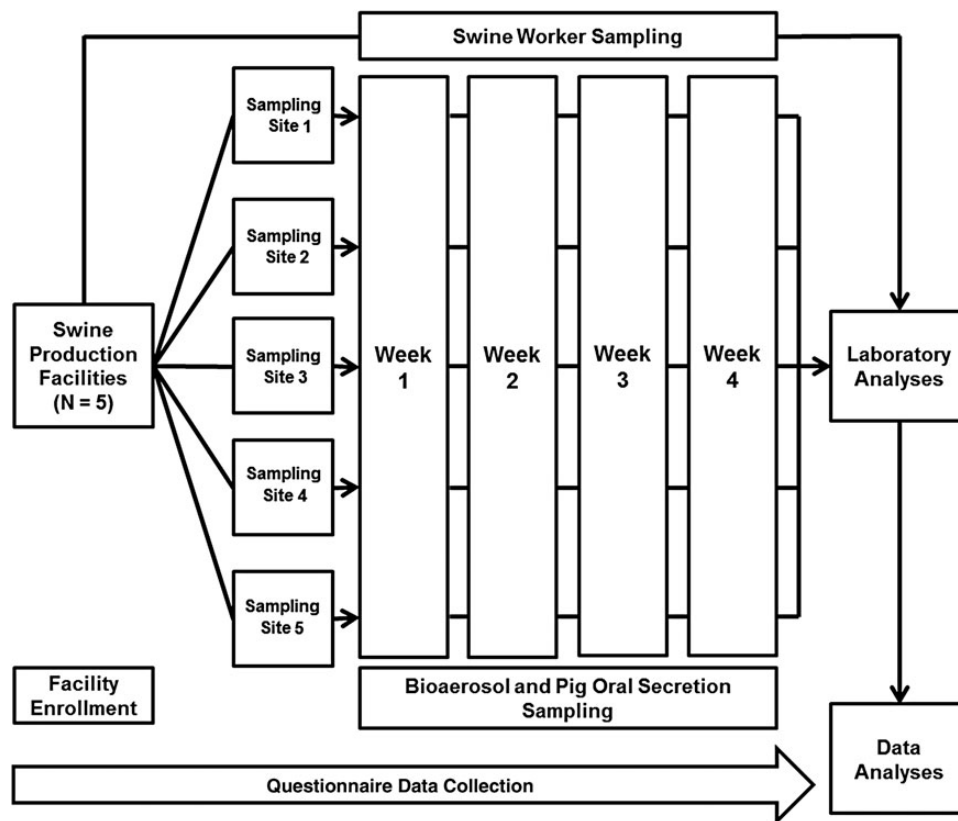 Swine Worker Sampling
Sampling
Site 1
Sampling
Site 2
Sampling
Site 3
Sampling
Site 4
Sampling
Site 5
Swine
Production
Facilities
(N = 5)
Week
1
Week
2
Week
3
Week
4
Laboratory
Analyses
Facility
Enrollment
Bioaerosol and Pig Oral Secretion
Sampling
Data
Analyses
Questionnaire Data Collection